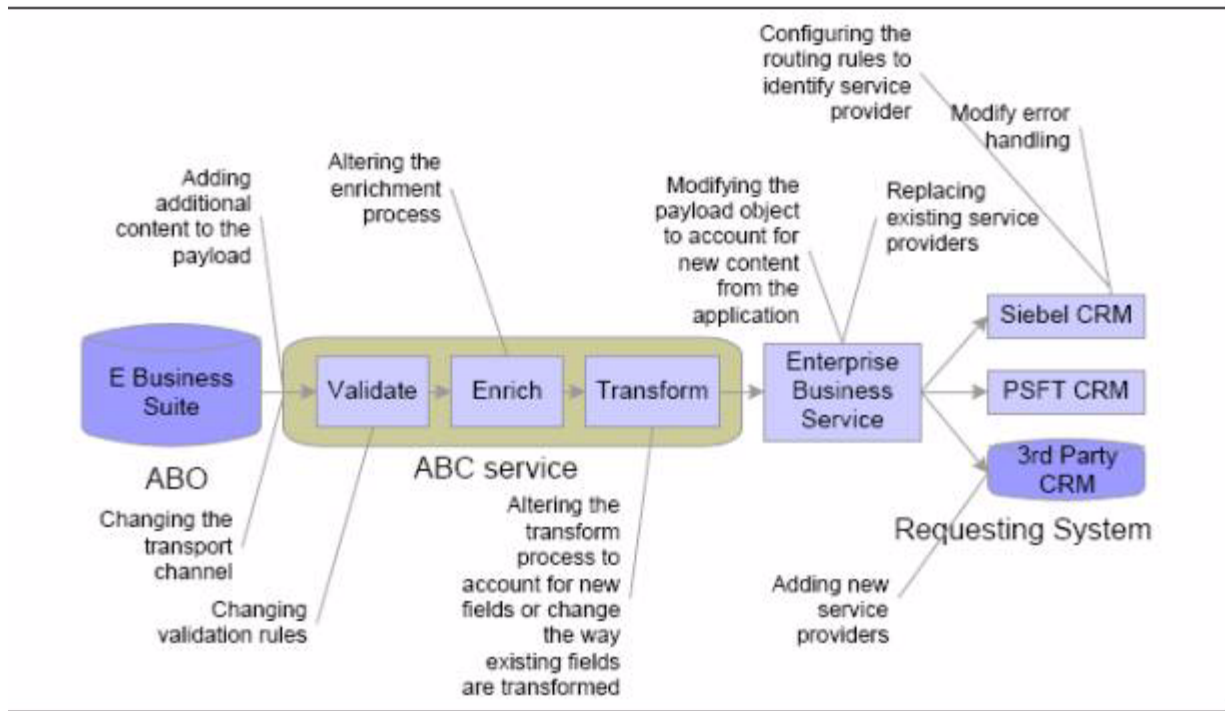 Configuring the
routing rules to
identify service
provider
Modify error
handling
Altering the
enrichment
process
Adding
additional
content to the
payload
Modifying the
payload object
to account for
new content
from the
application
Replacing
existing service
providers
E Business
Suite
Validate
Enrich
Transform
Enterprise
Business
Service
Siebel CRM
PSFT CRM
3rd Party
CRM
ABO
ABC service
Requesting System
Changing the
transport
channel
Changing
validation rules
Altering the
transform
process to
account for new
fields or change
the way
existing fields
are transformed
Adding new
service
providers